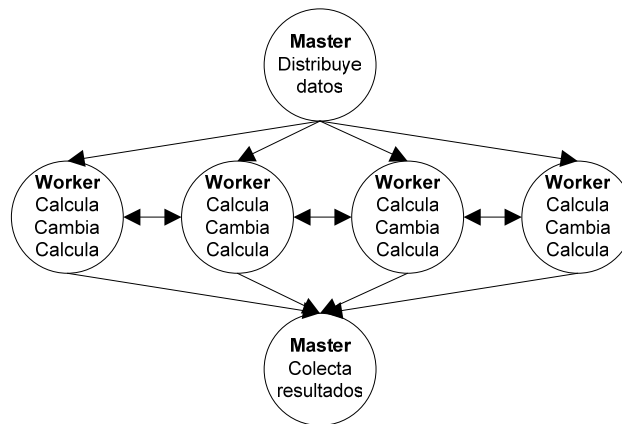 Master
Distribuye
datos
Worker
Calcula
Cambia
Calcula
Worker
Calcula
Cambia
Calcula
Worker
Calcula
Cambia
Calcula
Worker
Calcula
Cambia
Calcula
Master
Colecta
resultados